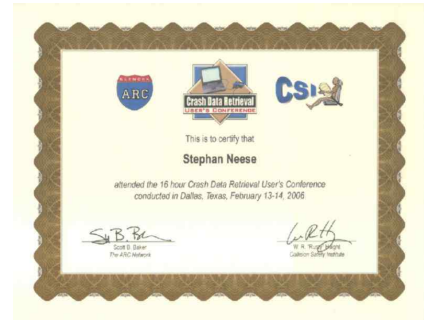 ARC
Crash Data Retrieval
USER'S CONFERENCE
CSI
This is to certify that
Stephan Neese
attended the 16 hour Crash Data Retrieval User's Conference
conducted in Dallas, Texas, February 13-14, 2006
Scott B. Baker
The ARC Network
W. R. "Rusty" Haight
Collision Safety Institute